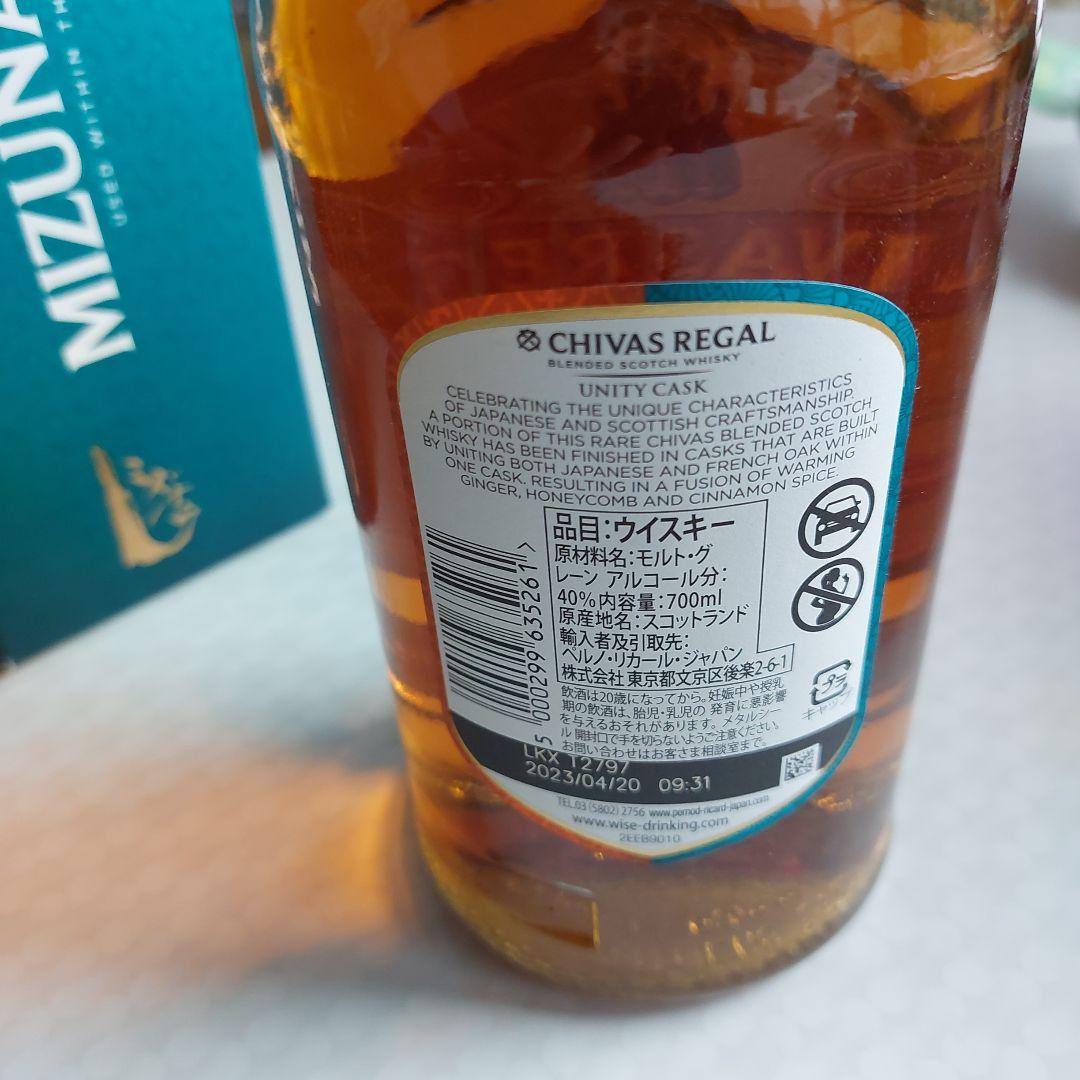 MIZUNA
USED WITHIN TH
CHIVAS REGAL
BLENDED SCOTCH WHISKY
UNITY CASK
CELEBRATING THE UNIQUE CHARACTERISTICS
OF JAPANESE AND SCOTTISH CRAFTSMANSHIP.
A PORTION OF THIS RARE CHIVAS BLENDED SCOTCH
WHISKY HAS BEEN FINISHED IN CASKS THAT ARE BUILT
BY UNITING BOTH JAPANESE AND FRENCH OAK WITHIN
ONE CASK. RESULTING IN A FUSION OF WARMING
GINGER, HONEYCOMB AND CINNAMON SPICE.
品目:ウイスキー
原材料名:モルト・グ
レーン アルコール分:
40% 内容量:700ml
原産地名:スコットランド
輸入者及引取先:
ペルノ・リカール・ジャパン
株式会社 東京都文京区後楽2-6-1
飲酒は20歳になってから。妊娠中や授乳
期の飲酒は、胎児・乳児の 発育に悪影響
を与えるおそれがあります。メタルシー
ル 開封口で手を切らないようご注意ください。
お問い合わせはお客さま相談室まで。
5 000299 635261 >
プラ
キャップ
LKX T2797
2023/04/20 09:31
TEL.03 (5802) 2756 www.pernod-ricard-japan.com
www.wise-drinking.com
2EEB9010